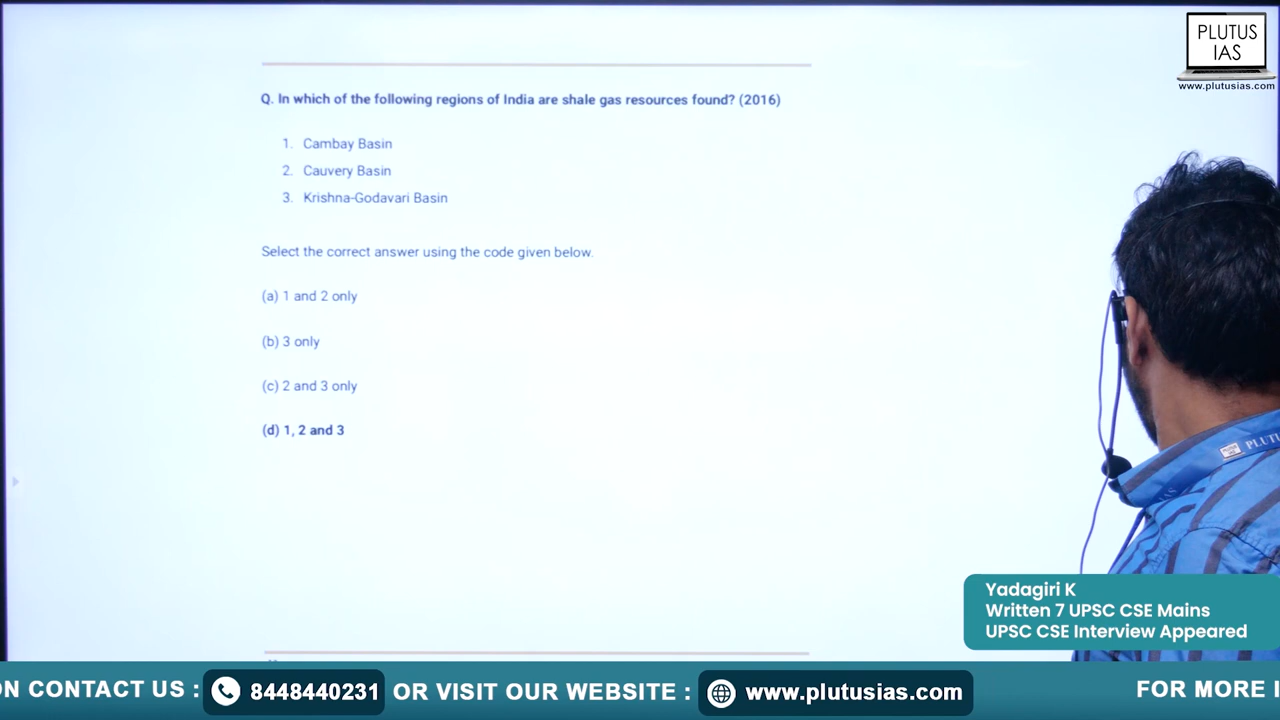 PLUTUS
IAS
www.plutusias.com
Q. In which of the following regions of India are shale gas resources found? (2016)
1. Cambay Basin
2. Cauvery Basin
3. Krishna-Godavari Basin
Select the correct answer using the code given below.
(a) 1 and 2 only
(b) 3 only
(c) 2 and 3 only
(d) 1, 2 and 3
PLUTU
Yadagiri K
Written 7 UPSC CSE Mains
UPSC CSE Interview Appeared
ON CONTACT US : 8448440231 OR VISIT OUR WEBSITE : www.plutusias.com FOR MORE I